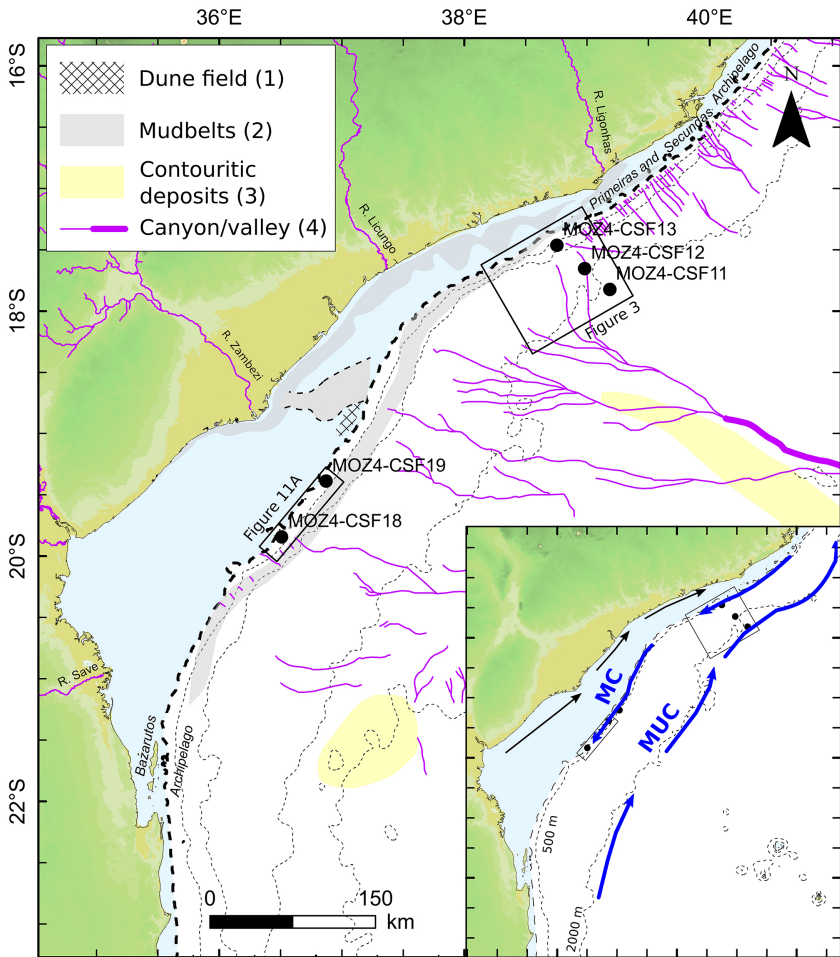 36°E
38°E
40°E
16°S
18°S
20°S
22°S
Dune field (1)
Mudbelts (2)
Contouritic
deposits (3)
Canyon/valley (4)
N
R. Ligonhas
R. Licungo
R. Zambezi
R. Save
Primeiras and Secundas Archipelago
MOZ4-CSF13
MOZ4-CSF12
MOZ4-CSF11
Figure 3
MOZ4-CSF19
Figure 11A
MOZ4-CSF18
Bazarutos
Archipelago
0
150
km
MC
MUC
500 m
2000 m